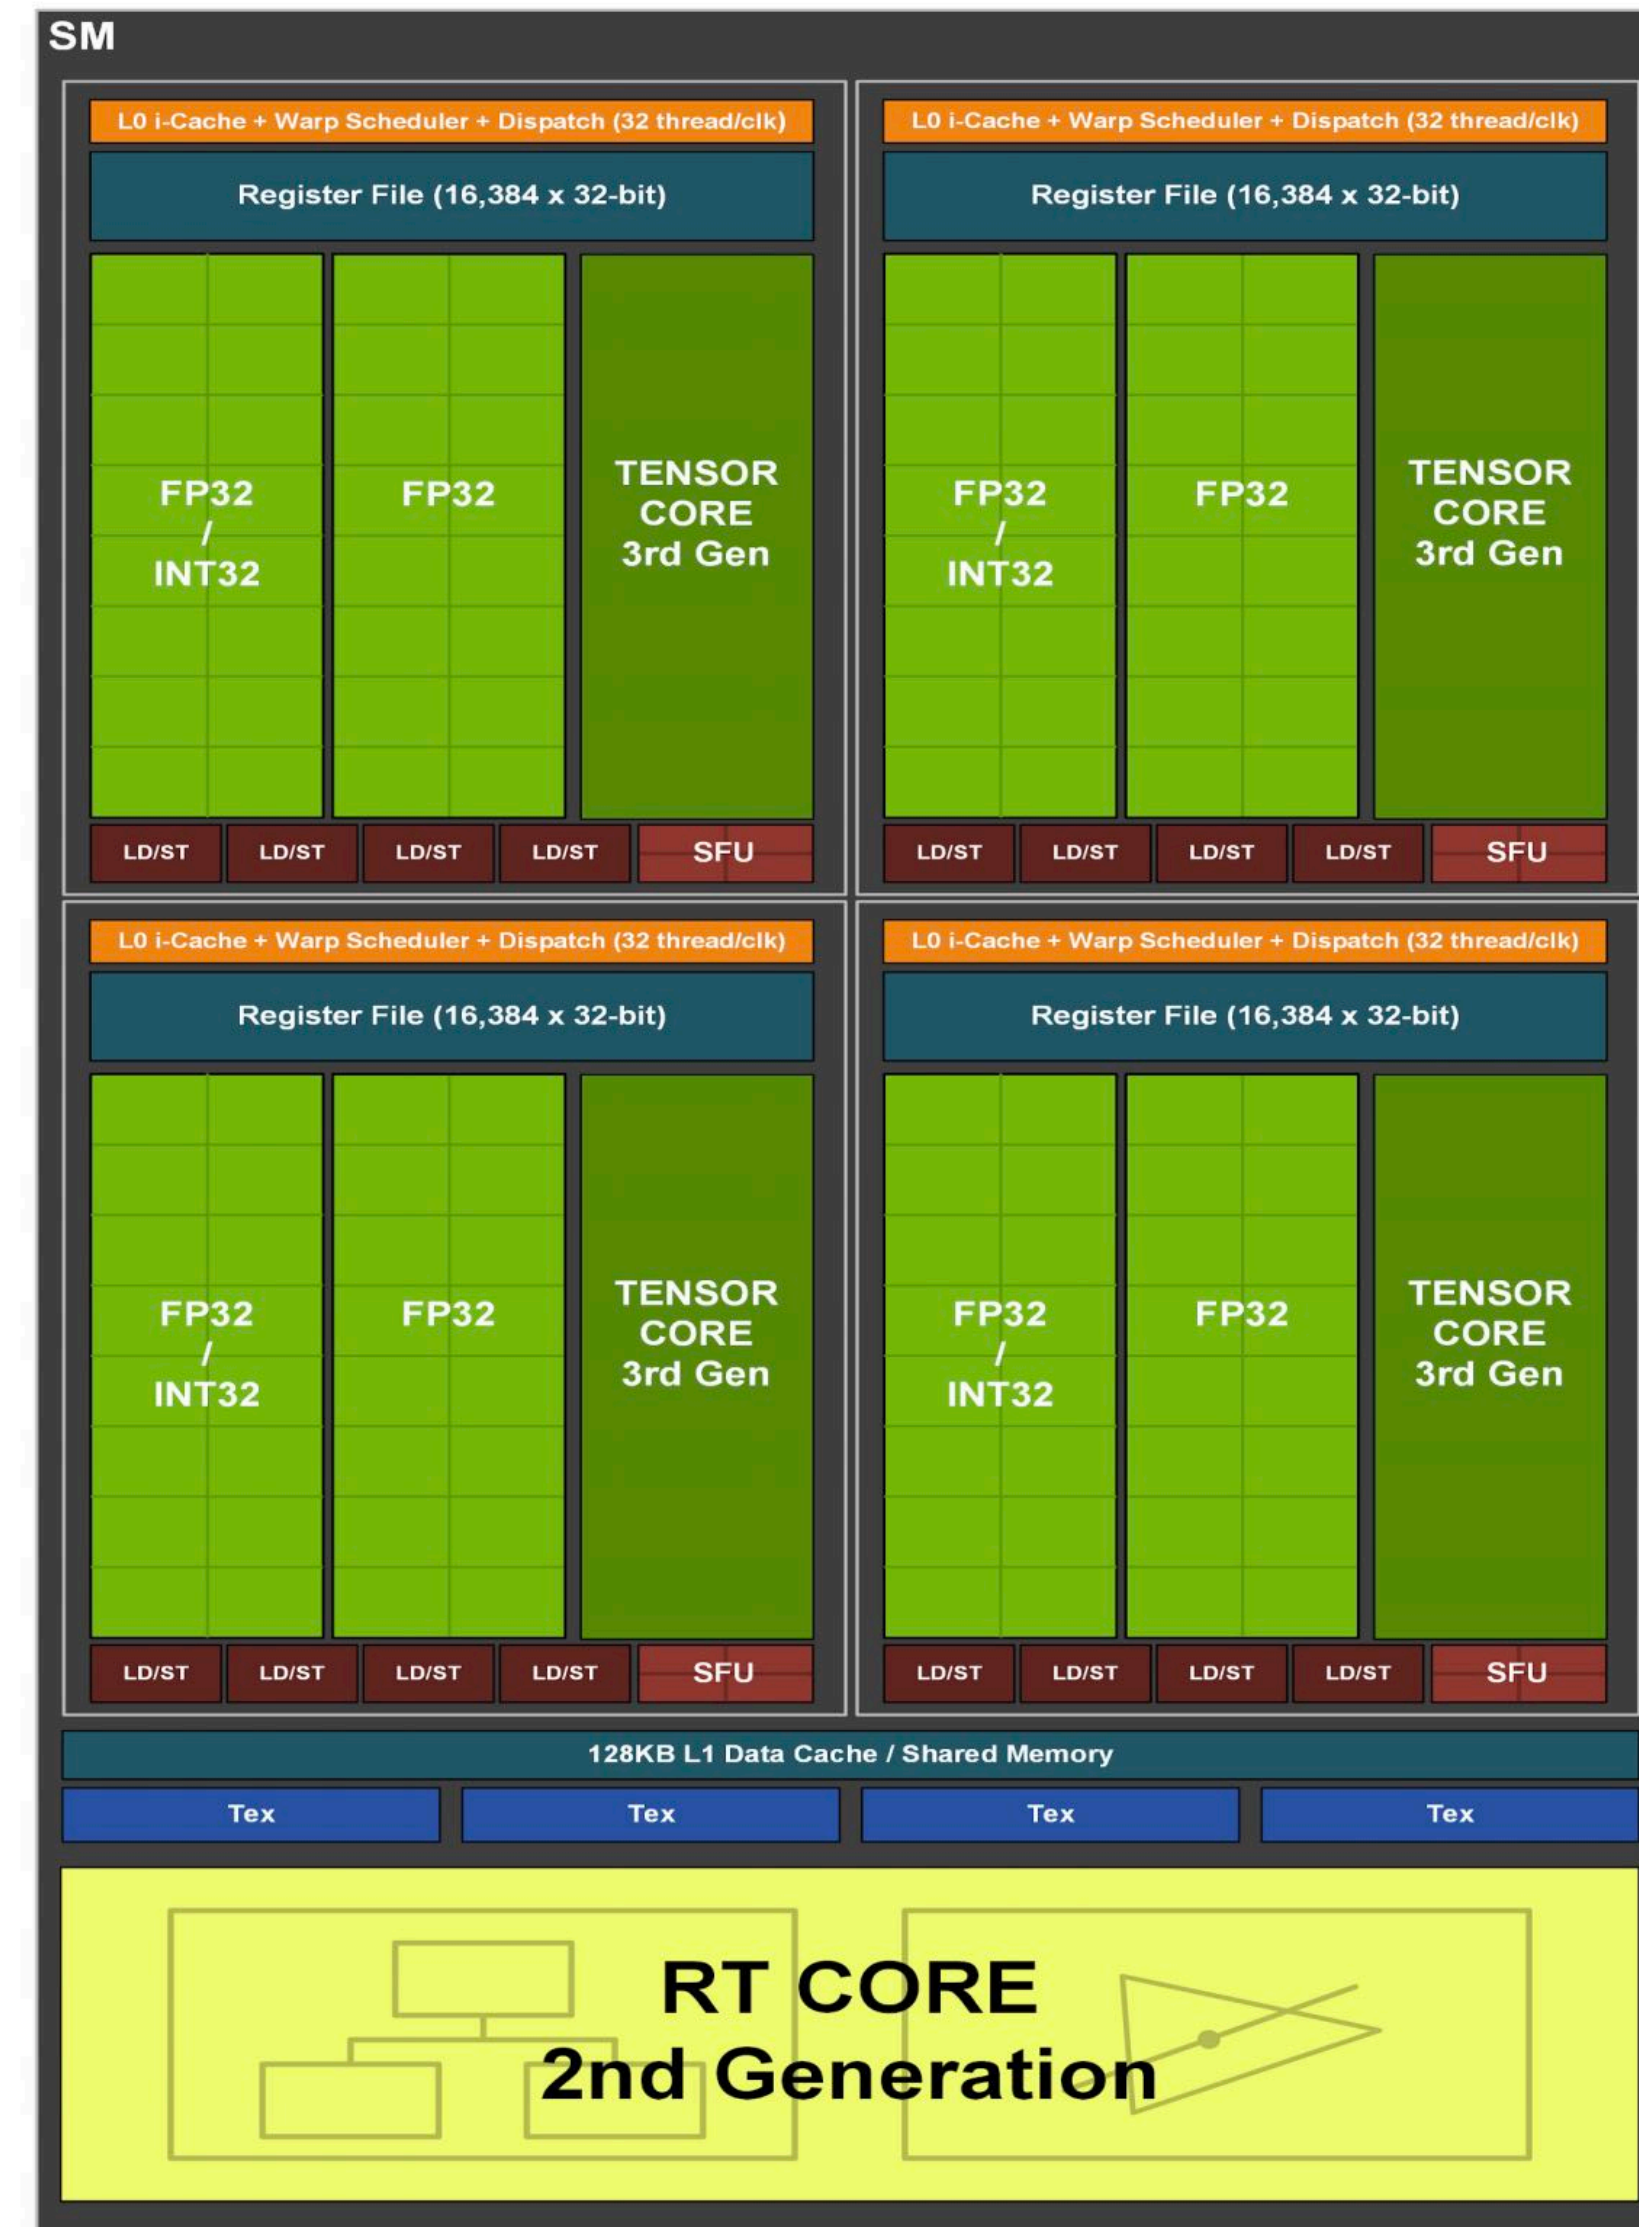 SM
L0 i-Cache + Warp Scheduler + Dispatch (32 thread/clk)
Register File (16,384 x 32-bit)
FP32
/
INT32
FP32
TENSOR
CORE
3rd Gen
LD/ST LD/ST LD/ST LD/ST SFU
L0 i-Cache + Warp Scheduler + Dispatch (32 thread/clk)
Register File (16,384 x 32-bit)
FP32
/
INT32
FP32
TENSOR
CORE
3rd Gen
LD/ST LD/ST LD/ST LD/ST SFU
L0 i-Cache + Warp Scheduler + Dispatch (32 thread/clk)
Register File (16,384 x 32-bit)
FP32
/
INT32
FP32
TENSOR
CORE
3rd Gen
LD/ST LD/ST LD/ST LD/ST SFU
L0 i-Cache + Warp Scheduler + Dispatch (32 thread/clk)
Register File (16,384 x 32-bit)
FP32
/
INT32
FP32
TENSOR
CORE
3rd Gen
LD/ST LD/ST LD/ST LD/ST SFU
128KB L1 Data Cache / Shared Memory
Tex Tex Tex Tex
RT CORE
2nd Generation